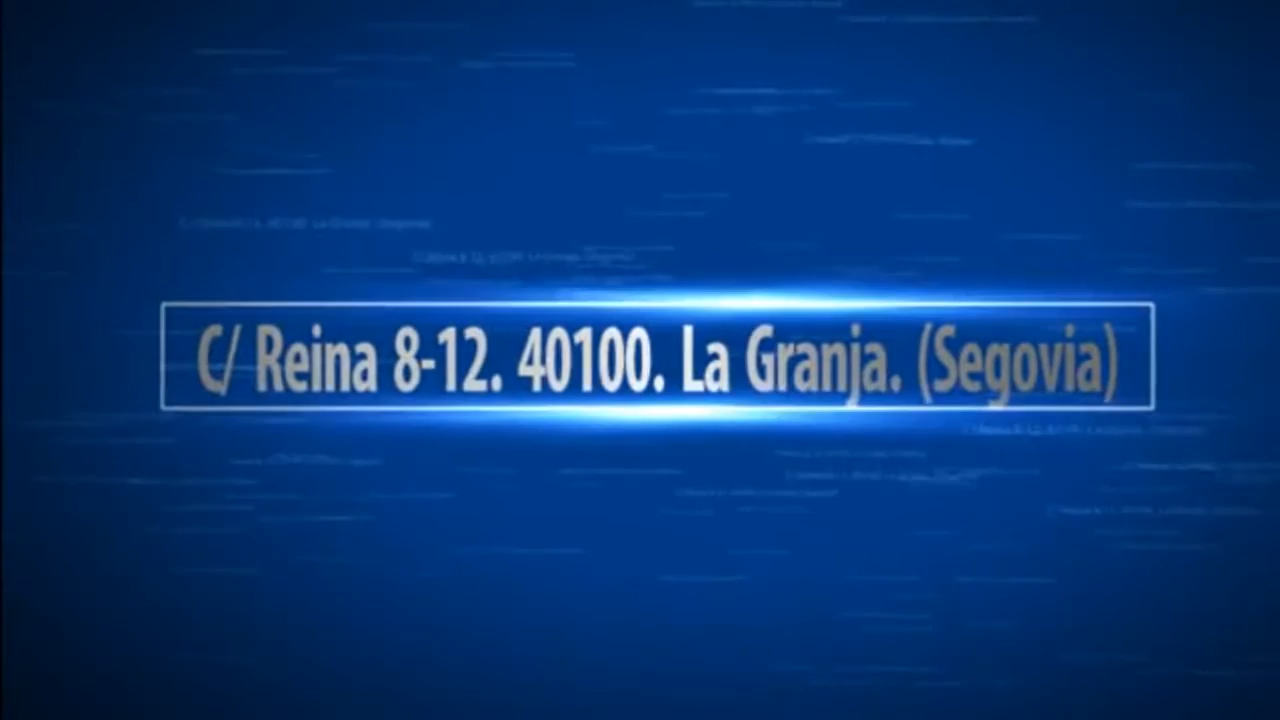 C/ Reina 8-12. 40100. La Granja. (Segovia)